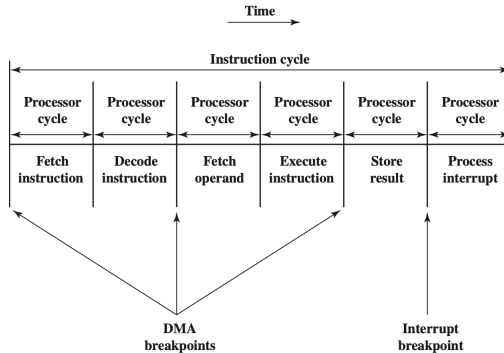 Time
Instruction cycle
Processor Processor Processor Processor Processor Processor
cycle cycle cycle cycle cycle cycle
Fetch Decode Fetch Execute Store Process
instruction instruction operand instruction result interrupt
DMA
breakpoints
Interrupt
breakpoint